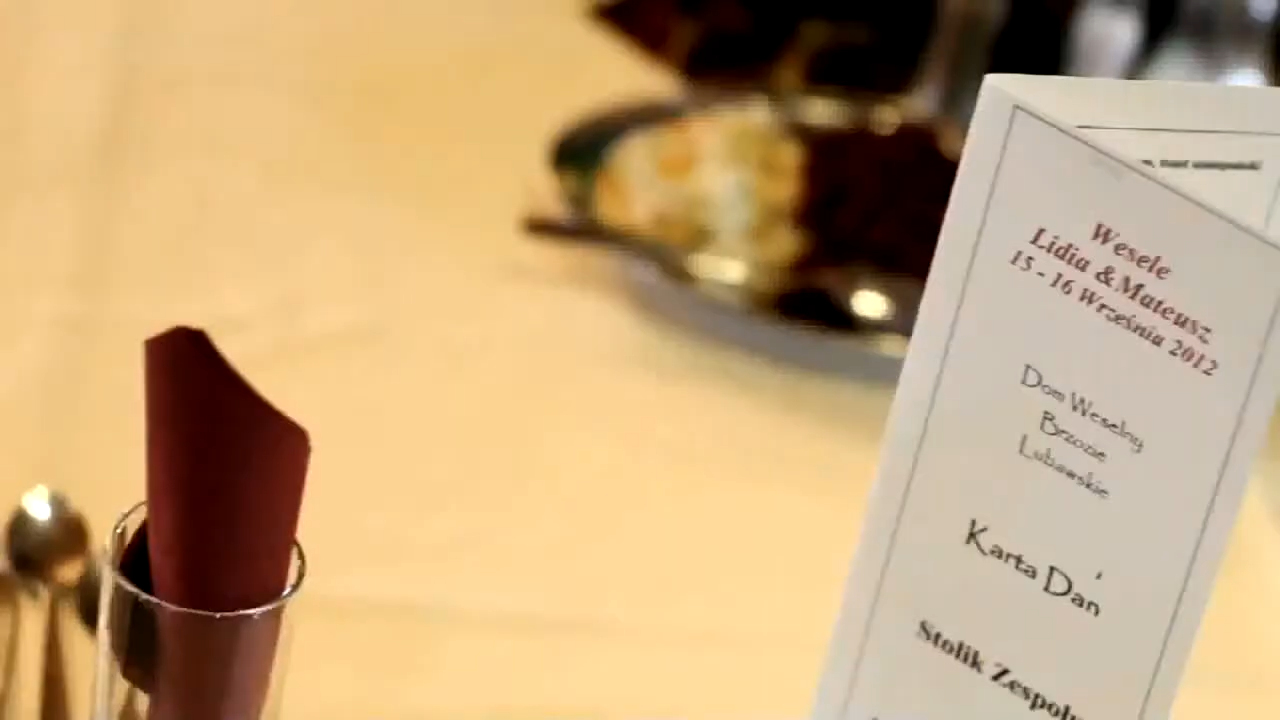 Wesele
Lidia & Mateusz
15 - 16 Września 2012
Dom Weselny
Brzozie
Lubawskie
Karta Dań
Stolik Zespołu